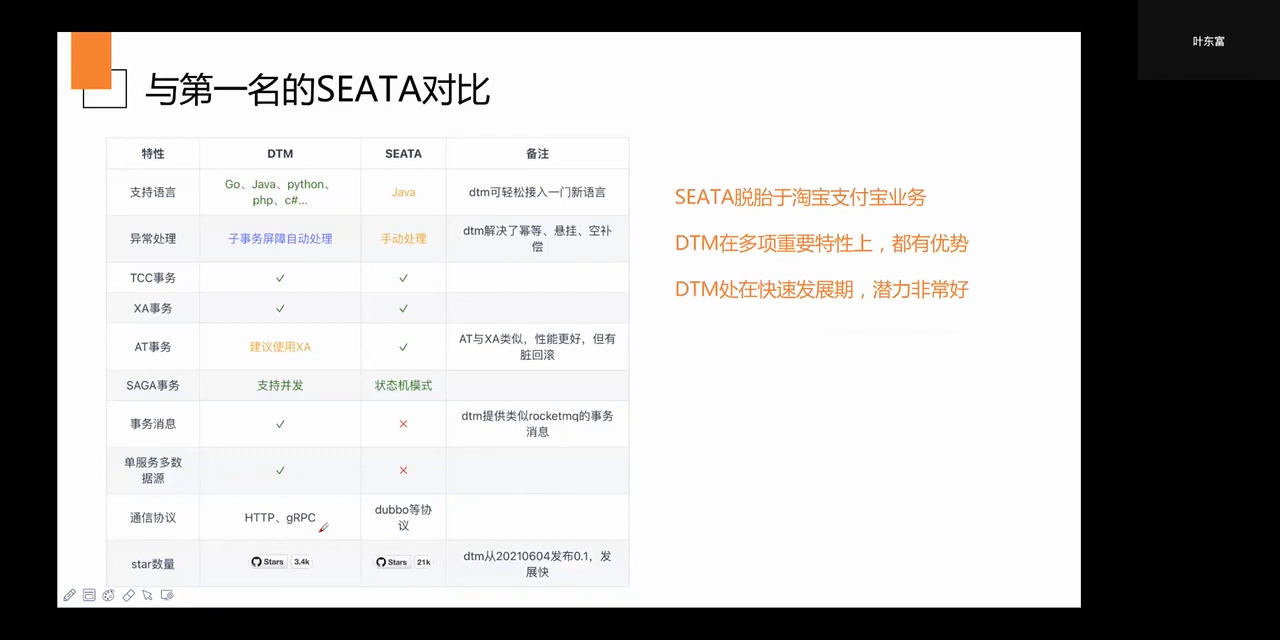 叶东富
与第一名的SEATA对比
特性 DTM SEATA 备注
支持语言 Go、Java、python、 Java dtm可轻松接入一门新语言
php、c#...
异常处理 子事务屏障自动处理 手动处理 dtm解决了幂等、悬挂、空补
偿
TCC事务 ✓ ✓
XA事务 ✓ ✓
AT事务 建议使用XA ✓ AT与XA类似，性能更好，但有
脏回滚
SAGA事务 支持并发 状态机模式
事务消息 ✓ × dtm提供类似rocketmq的事务
消息
单服务多数 ✓ ×
据源
通信协议 HTTP、gRPC dubbo等协
议
star数量 Stars 3.4k Stars 21k dtm从20210604发布0.1，发
展快
SEATA脱胎于淘宝支付宝业务
DTM在多项重要特性上，都有优势
DTM处在快速发展期，潜力非常好